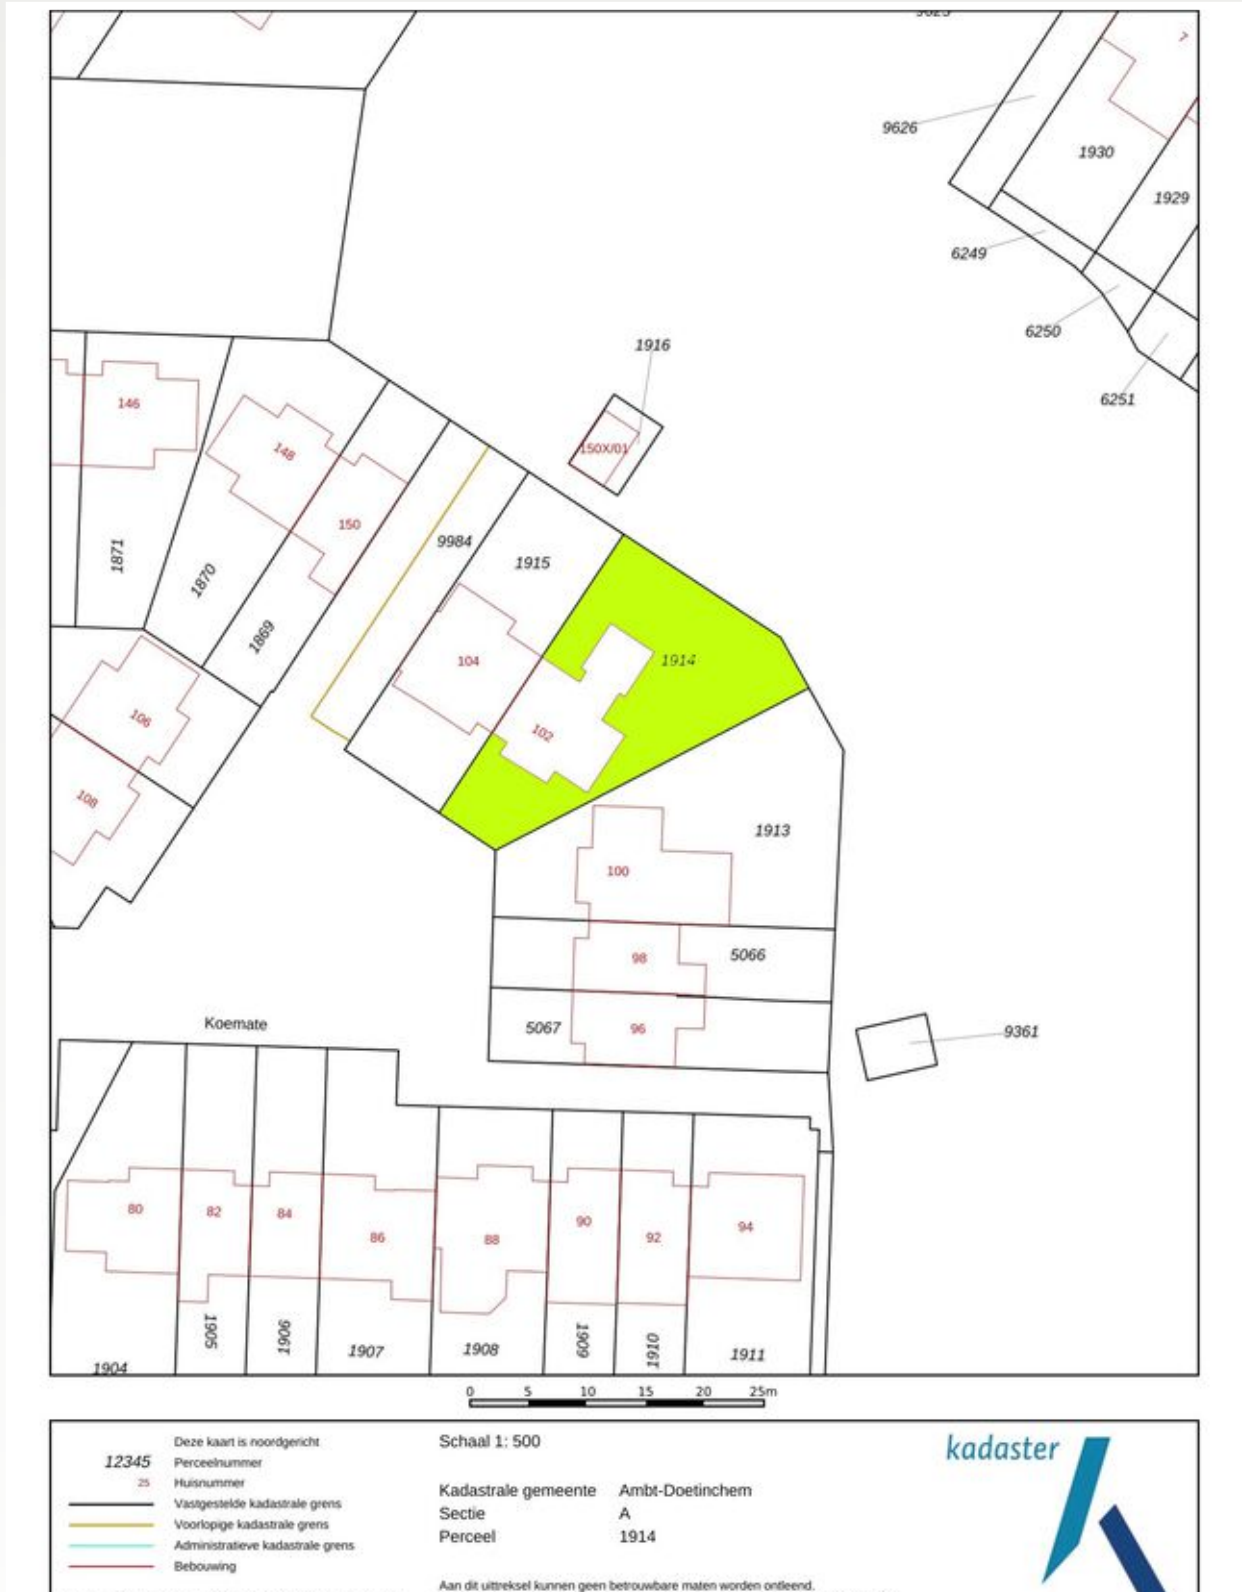 7
9626
1930
1929
6249
6250
1916
6251
146
148
150X/01
150
9984
1915
1871
1870
1869
104
1914
106
102
108
1913
100
98
5066
5067
96
9361
Koemate
80
82
84
86
88
90
92
94
1904
1905
1906
1907
1908
1909
1910
1911
0 5 10 15 20 25m
Deze kaart is noordgericht
12345 Perceelnummer
25 Huisnummer
Vastgestelde kadastrale grens
Voorlopige kadastrale grens
Administratieve kadastrale grens
Bebouwing
Schaal 1: 500
Kadastrale gemeente Ambt-Doetinchem
Sectie A
Perceel 1914
Aan dit uittreksel kunnen geen betrouwbare maten worden ontleend.
kadaster